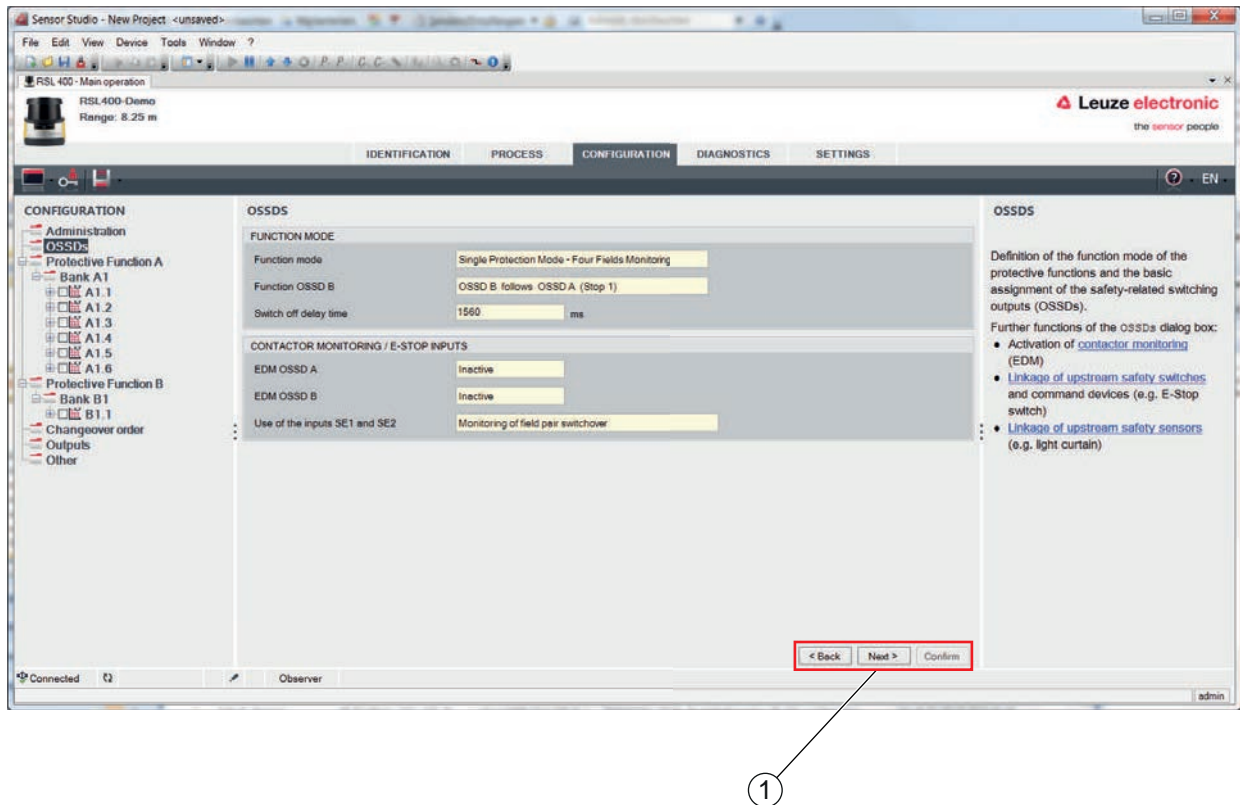 Sensor Studio - New Project <unsaved>
File Edit View Device Tools Window ?
RSL 400 - Main operation
RSL400-Demo
Range: 8.25 m
Leuze electronic
the sensor people
IDENTIFICATION PROCESS CONFIGURATION DIAGNOSTICS SETTINGS
EN
CONFIGURATION
Administration
OSSDs
Protective Function A
Bank A1
A1.1
A1.2
A1.3
A1.4
A1.5
A1.6
Protective Function B
Bank B1
B1.1
Changeover order
Outputs
Other
OSSDS
FUNCTION MODE
Function mode Single Protection Mode - Four Fields Monitoring
Function OSSD B OSSD B follows OSSD A (Stop 1)
Switch off delay time 1560 ms
CONTACTOR MONITORING / E-STOP INPUTS
EDM OSSD A Inactive
EDM OSSD B Inactive
Use of the inputs SE1 and SE2 Monitoring of field pair switchover
OSSDS
Definition of the function mode of the
protective functions and the basic
assignment of the safety-related switching
outputs (OSSDs).
Further functions of the OSSDs dialog box:
• Activation of contactor monitoring
(EDM)
• Linkage of upstream safety switches
and command devices (e.g. E-Stop
switch)
• Linkage of upstream safety sensors
(e.g. light curtain)
< Back Next > Confirm
Connected Observer
admin
1